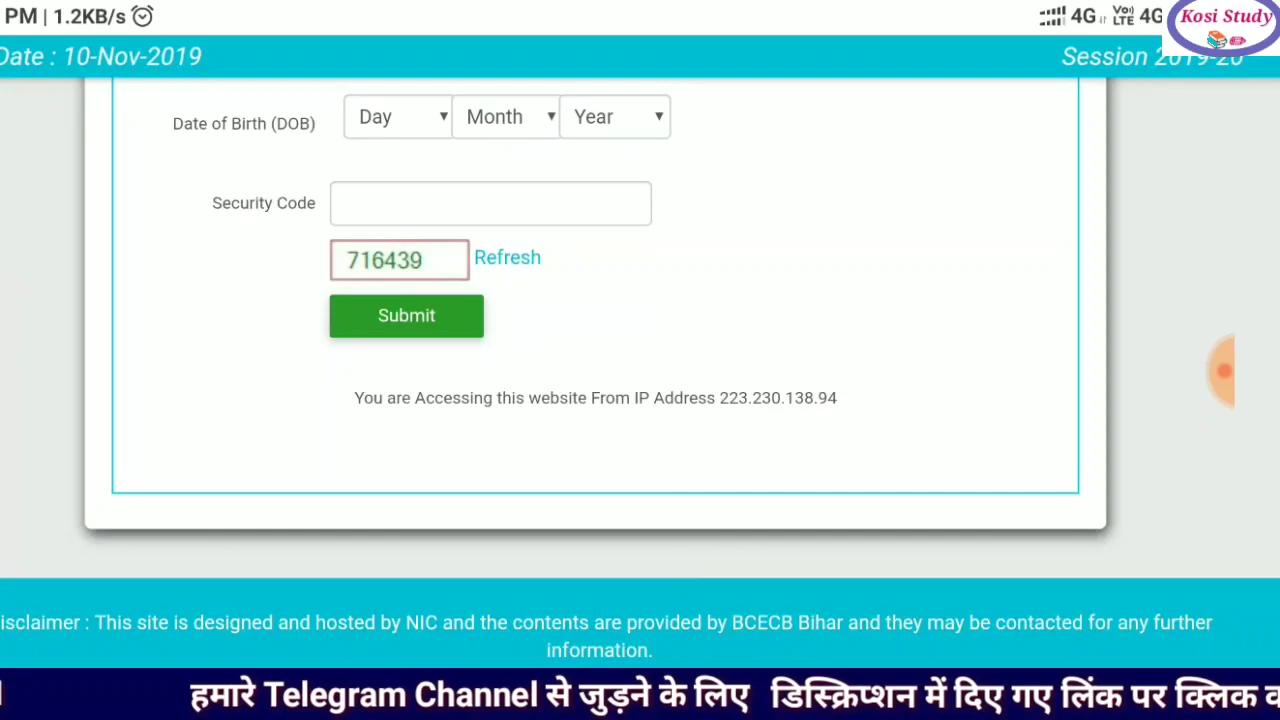 PM | 1.2KB/s
4G VoLTE 4G
Kosi Study
Date : 10-Nov-2019 Session 2019-20
Date of Birth (DOB) Day Month Year
Security Code
716439 Refresh
Submit
You are Accessing this website From IP Address 223.230.138.94
isclaimer : This site is designed and hosted by NIC and the contents are provided by BCECB Bihar and they may be contacted for any further
information.
हमारे Telegram Channel से जुड़ने के लिए डिस्क्रिप्शन में दिए गए लिंक पर क्लिक